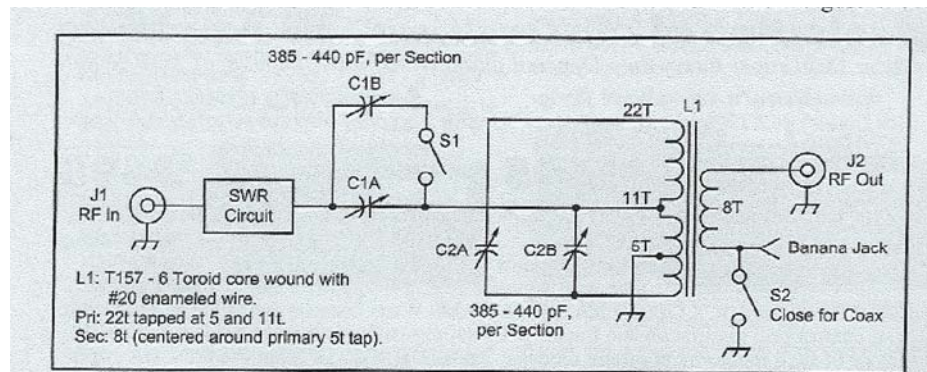 385 - 440 pF, per Section
C1B
S1
C1A
22T
L1
J2
RF Out
J1
RF In
SWR
Circuit
11T
8T
C2A
C2B
5T
Banana Jack
L1: T157 - 6 Toroid core wound with
#20 enameled wire.
Pri: 22t tapped at 5 and 11t.
Sec: 8t (centered around primary 5t tap).
385 - 440 pF,
per Section
S2
Close for Coax